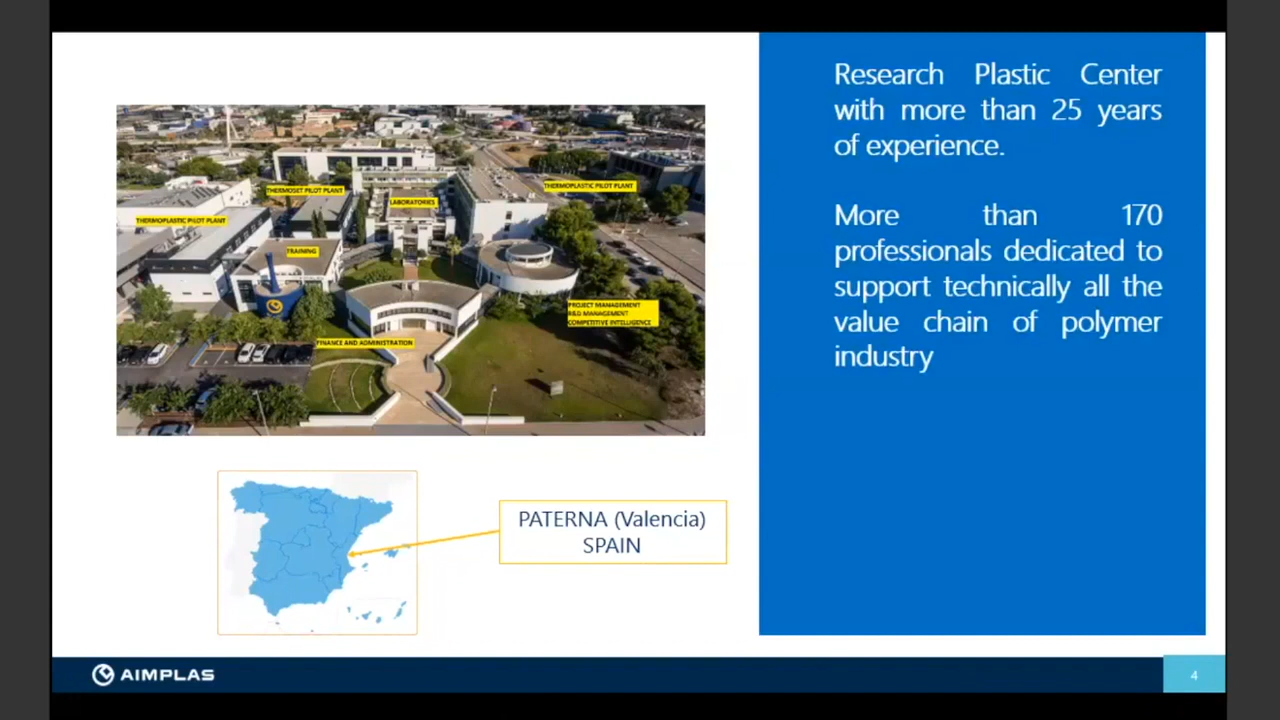 Research Plastic Center
with more than 25 years
of experience.
More than 170
professionals dedicated to
support technically all the
value chain of polymer
industry
THERMOSET PILOT PLANT
THERMOPLASTIC PILOT PLANT
LABORATORIES
THERMOPLASTIC PILOT PLANT
TRAINING
PROJECT MANAGEMENT
R&D MANAGEMENT
COMPETITIVE INTELLIGENCE
FINANCE AND ADMINISTRATION
PATERNA (Valencia)
SPAIN
AIMPLAS
4